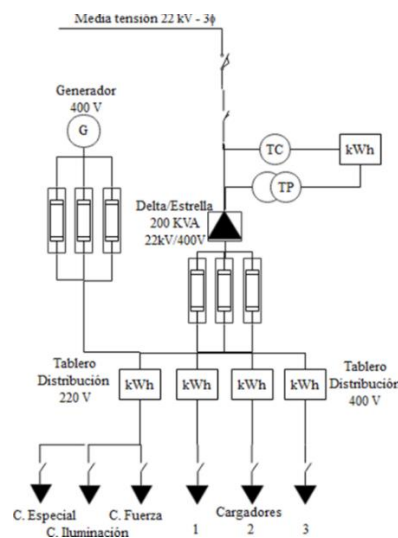 Media tensión 22 kV - 3ϕ
Generador
400 V
G
TC
kWh
TP
Delta/Estrella
200 KVA
22kV/400V
Tablero
Distribución
220 V
kWh
kWh
kWh
kWh
Tablero
Distribución
400 V
C. Especial
C. Iluminación
C. Fuerza
Cargadores
1
2
3